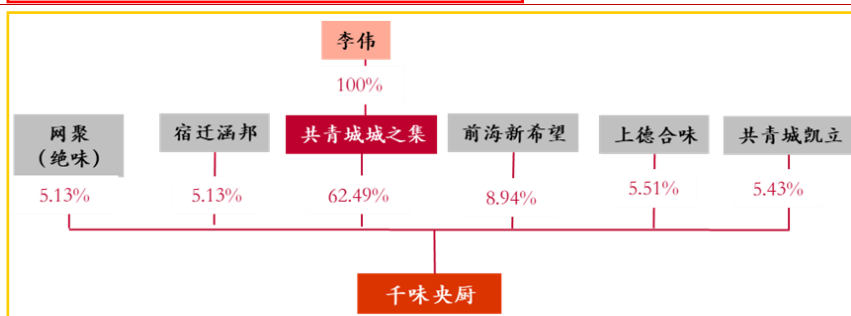 李伟
100%
网聚
（绝味）
宿迁涵邦
共青城城之集
前海新希望
上德合味
共青城凯立
5.13%
5.13%
62.49%
8.94%
5.51%
5.43%
千味央厨